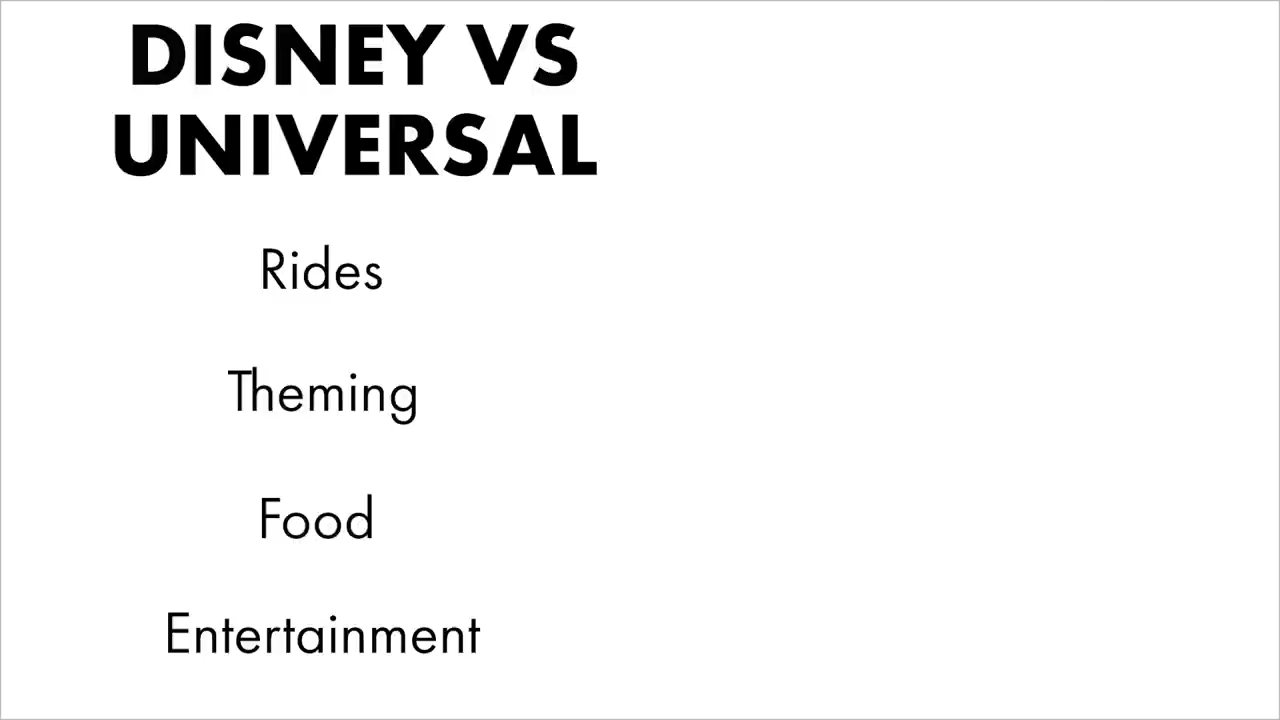 DISNEY VS
UNIVERSAL
Rides
Theming
Food
Entertainment